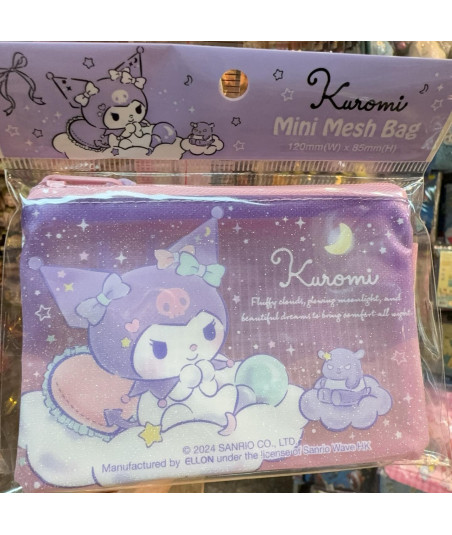 Kuromi
Mini Mesh Bag
120mm(W) x 85mm(H)
Kuromi
Fluffy clouds, glowing moonlight, and
beautiful dreams to bring comfort all night.
© 2024 SANRIO CO., LTD.
Manufactured by ELLON under the license of Sanrio Wave HK